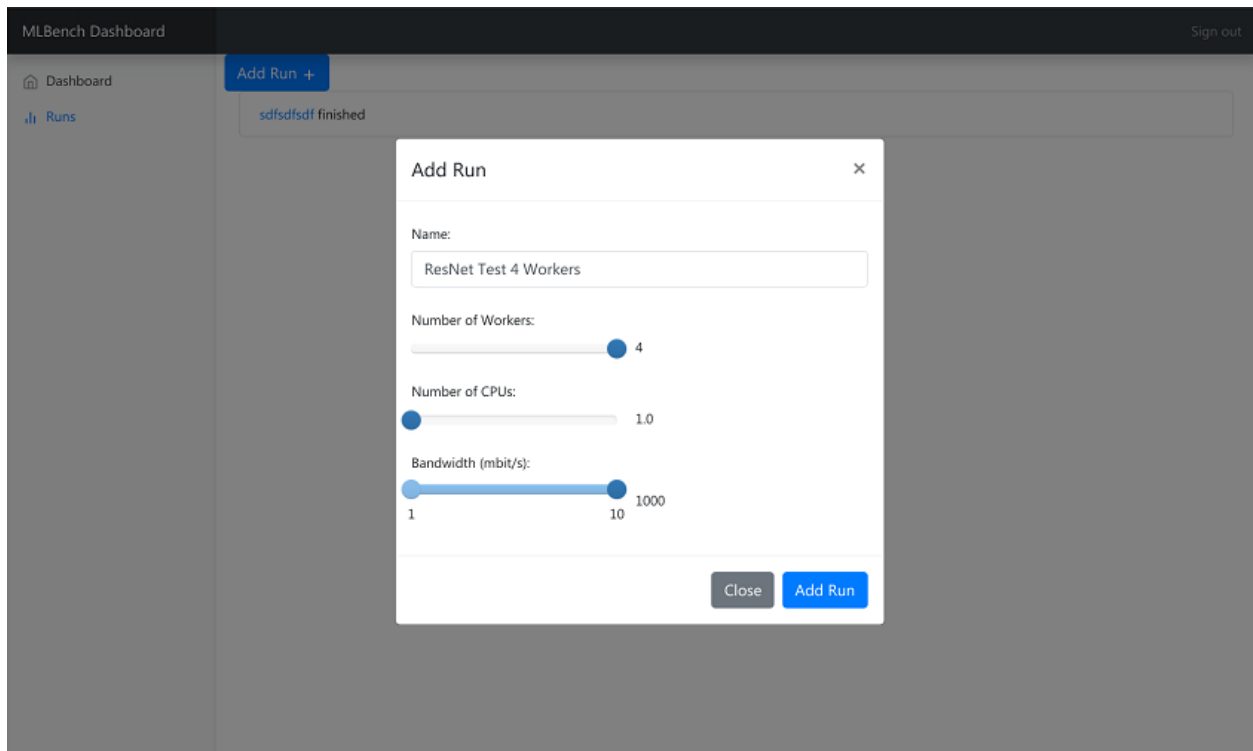 MLBench Dashboard
Sign out
Dashboard
Add Run +
Runs
sdfsdfsdf finished
Add Run
×
Name:
ResNet Test 4 Workers
Number of Workers:
4
Number of CPUs:
1.0
Bandwidth (mbit/s):
1000
1 10
Close Add Run